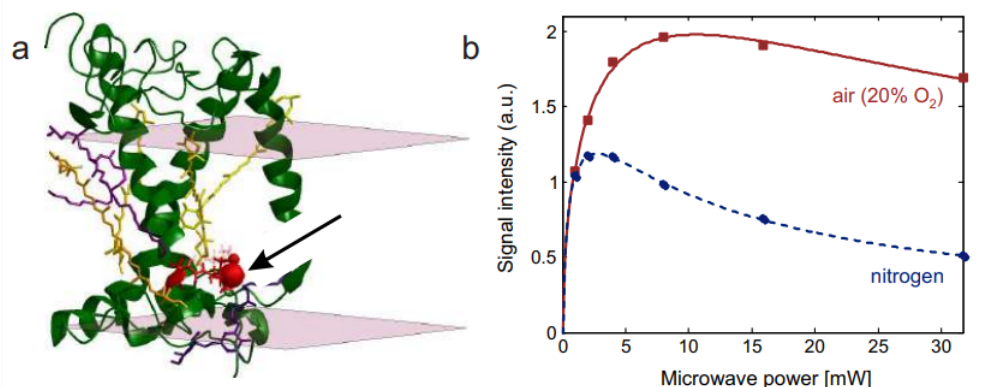 a
b
Signal intensity (a.u.)
2
1.5
1
0.5
0
air (20% O₂)
nitrogen
0 5 10 15 20 25 30
Microwave power [mW]